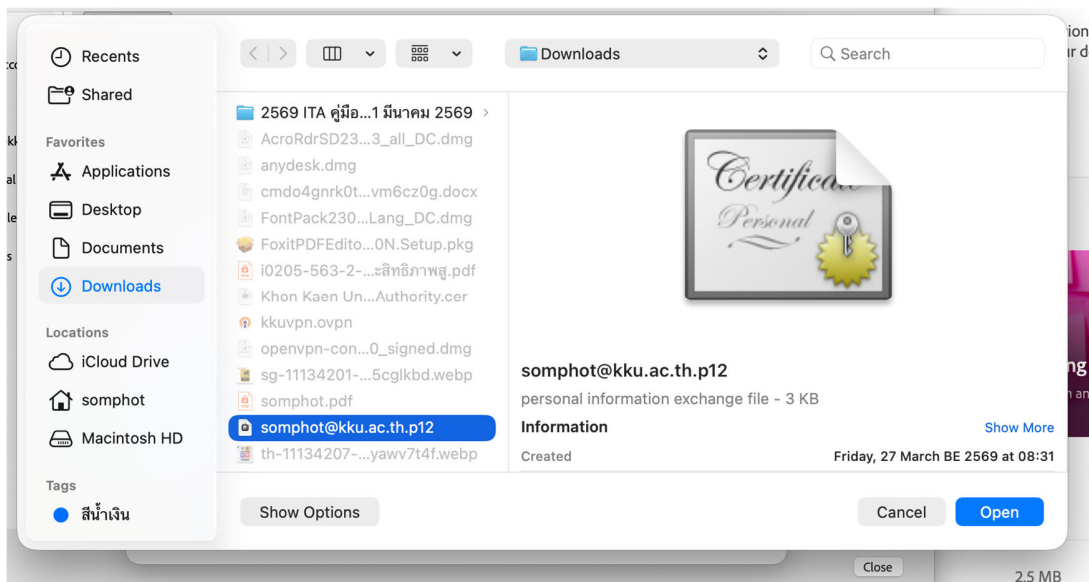 Recents
Shared
Favorites
Applications
Desktop
Documents
Downloads
Locations
iCloud Drive
somphot
Macintosh HD
Tags
สีน้ำเงิน
Downloads
Search
2569 ITA คู่มือ...1 มีนาคม 2569
AcroRdrSD23...3_all_DC.dmg
anydesk.dmg
cmdo4gnrk0t...vm6cz0g.docx
FontPack230...Lang_DC.dmg
FoxitPDFEdito...0N.Setup.pkg
i0205-563-2-...ะสิทธิภาพสู.pdf
Khon Kaen Un...Authority.cer
kkuvpn.ovpn
openvpn-con...0_signed.dmg
sg-11134201-...5cglkbd.webp
somphot.pdf
somphot@kku.ac.th.p12
th-11134207-...yawv7t4f.webp
Personal
somphot@kku.ac.th.p12
personal information exchange file - 3 KB
Information Show More
Created Friday, 27 March BE 2569 at 08:31
Show Options
Cancel Open
Close
2.5 MB